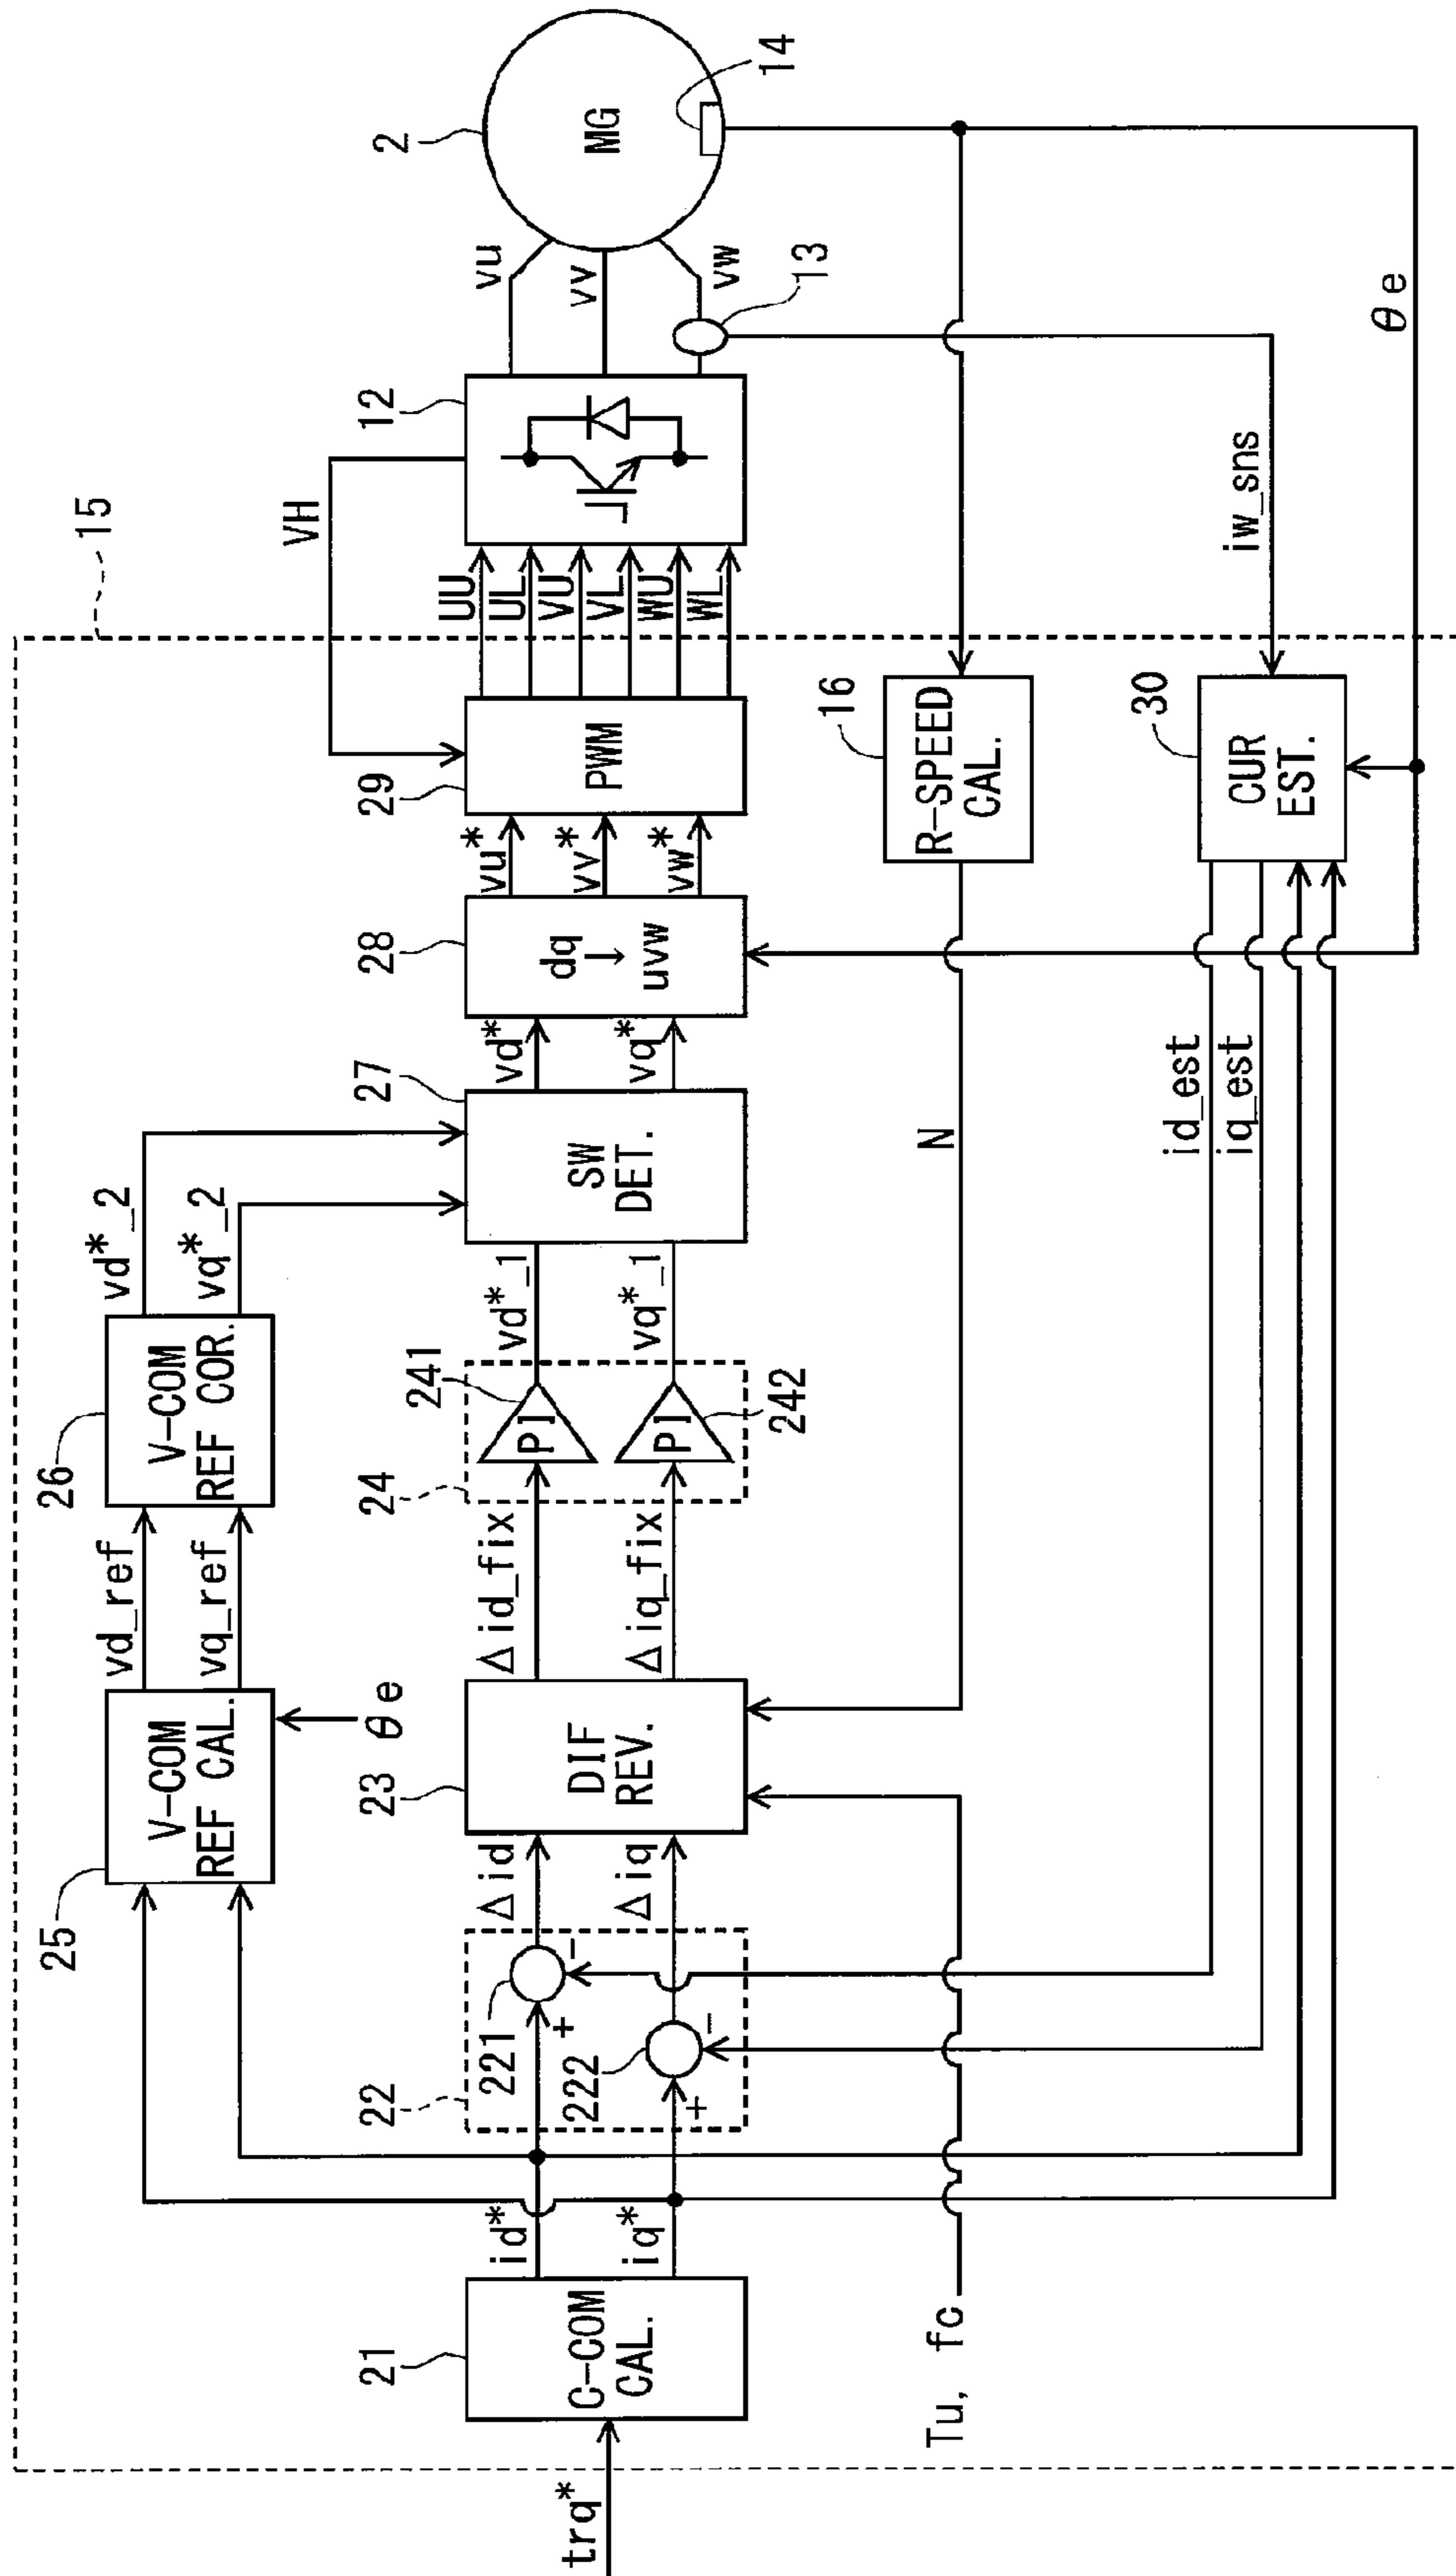 15
25
V-COM
REF CAL.
θe
vd_ref
vq_ref
26
V-COM
REF COR.
vd*_2
vq*_2
VH
trq*
21
C-COM
CAL.
id*
iq*
22
221
222
+
-
+
-
Δid
Δiq
23
DIF
REV.
Δid_fix
Δiq_fix
24
241
PI
242
PI
vd*_1
vq*_1
27
SW
DET.
vd*
vq*
28
dq
→
uvw
vu*
vv*
vw*
29
PWM
UU
UL
VU
VL
WU
WL
12
vu
vv
vw
13
2
MG
14
Tu, fc
N
16
R-SPEED
CAL.
id_est
iq_est
30
CUR
EST.
iw_sns
θe